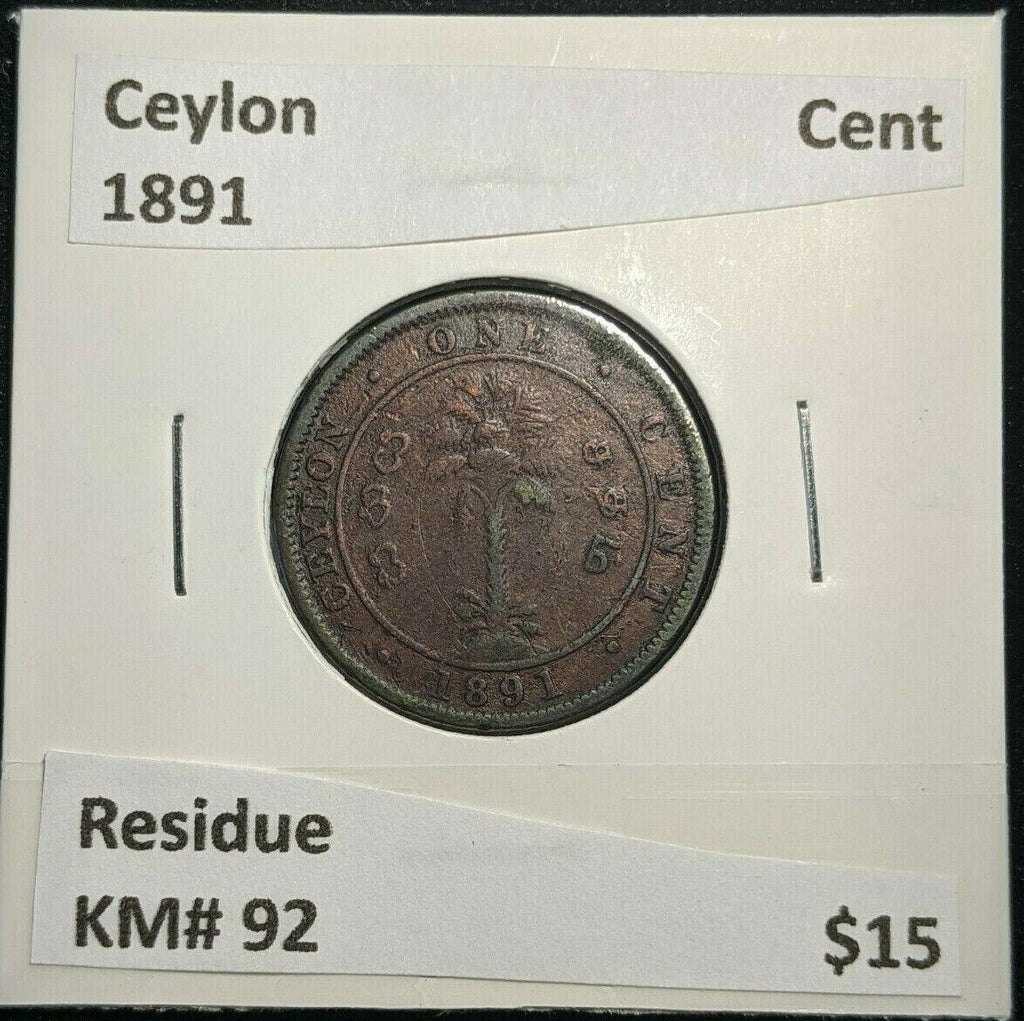 Ceylon Cent
1891
ONE CENT
CEYLON
1891
Residue
KM# 92 $15